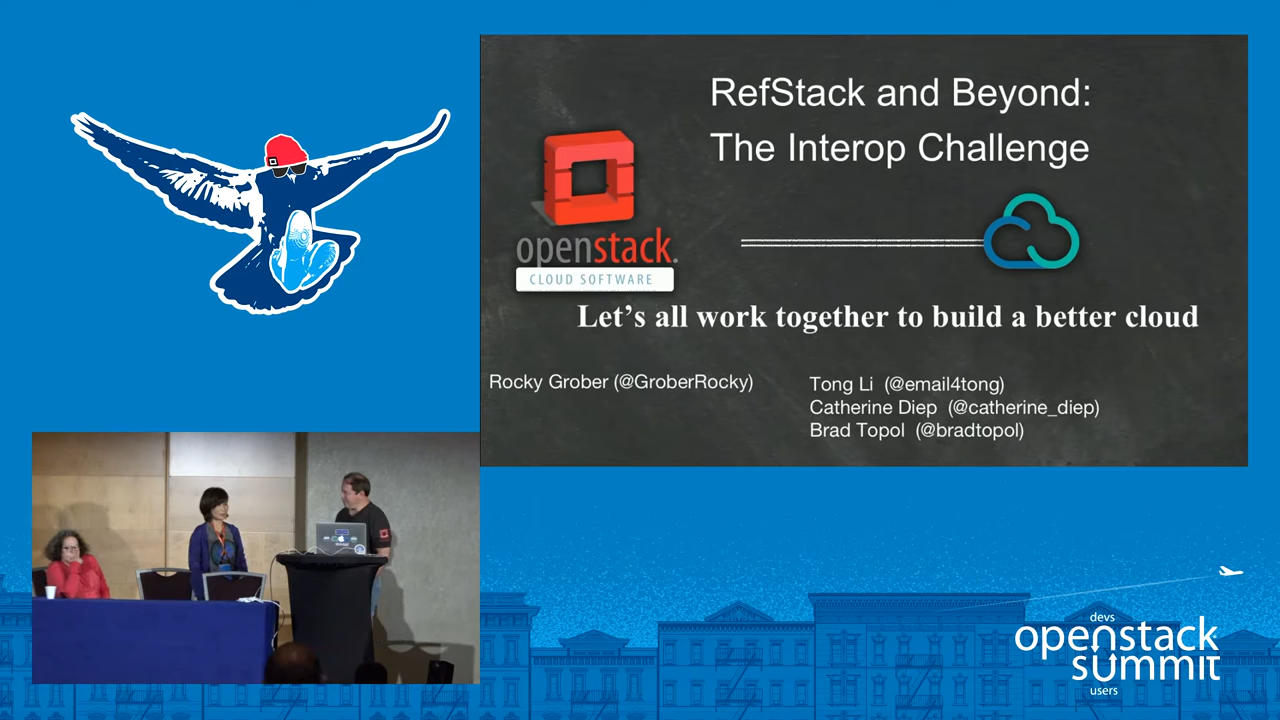 RefStack and Beyond:
The Interop Challenge
openstack.
CLOUD SOFTWARE
Let's all work together to build a better cloud
Rocky Grober (@GroberRocky)
Tong Li (@email4tong)
Catherine Diep (@catherine_diep)
Brad Topol (@bradtopol)
devs
openstack
summit
users